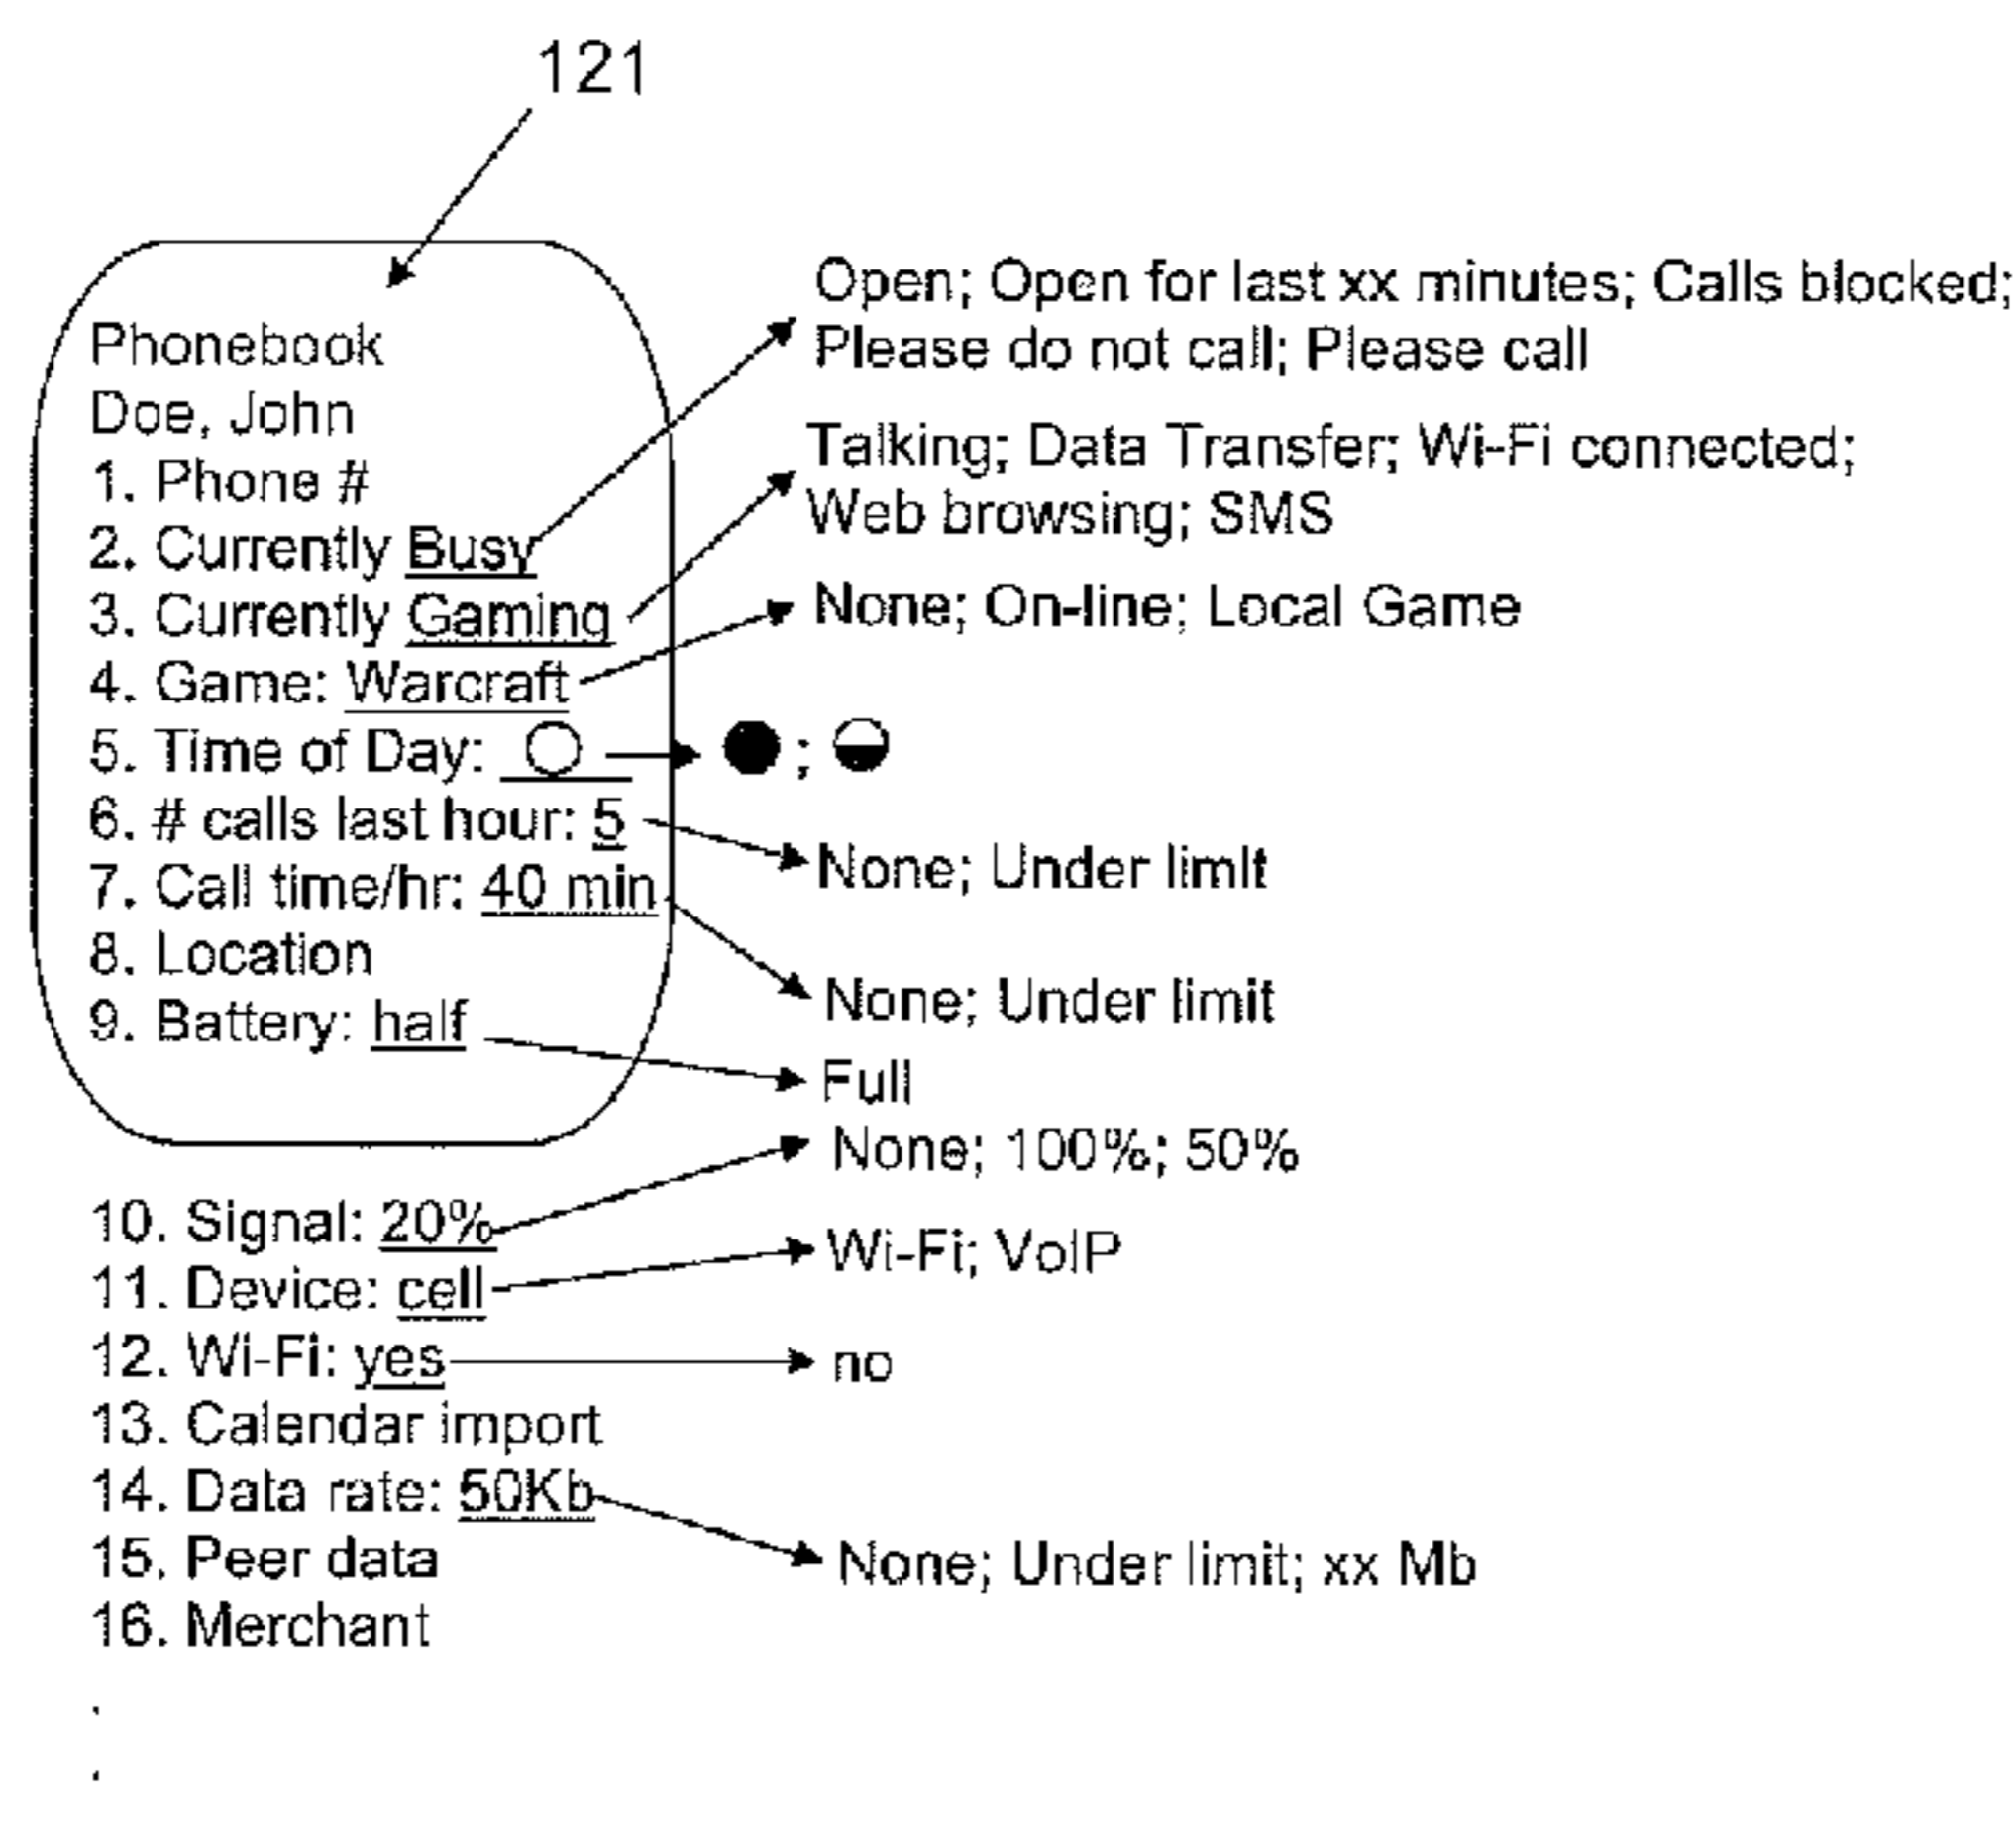 121
Phonebook
Doe, John
1. Phone #
2. Currently Busy
3. Currently Gaming
4. Game: Warcraft
5. Time of Day:
6. # calls last hour: 5
7. Call time/hr: 40 min
8. Location
9. Battery: half
10. Signal: 20%
11. Device: cell
12. Wi-Fi: yes
13. Calendar import
14. Data rate: 50Kb
15. Peer data
16. Merchant
.
.
Open; Open for last xx minutes; Calls blocked;
Please do not call; Please call
Talking; Data Transfer; Wi-Fi connected;
Web browsing; SMS
None; On-line; Local Game
;
None; Under limit
None; Under limit
Full
None; 100%; 50%
Wi-Fi; VoIP
no
None; Under limit; xx Mb